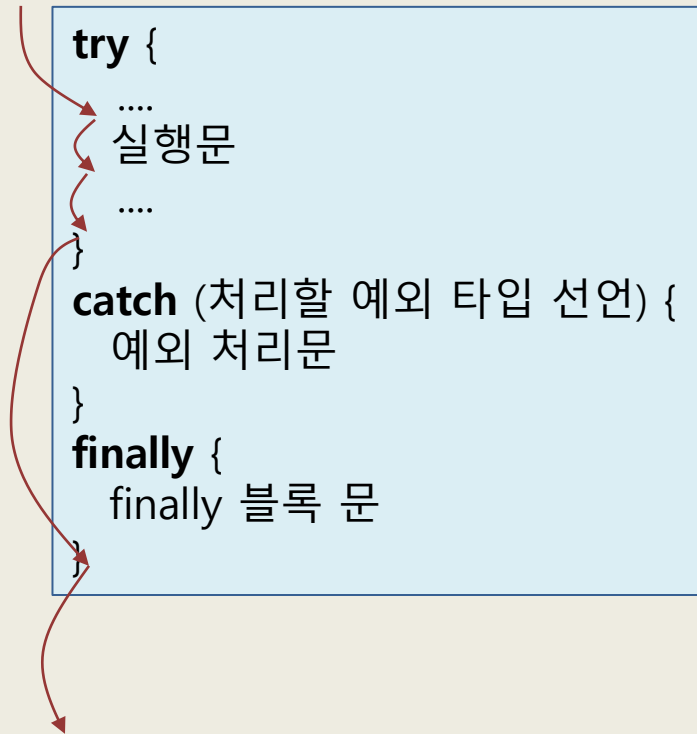 try {
....
실행문
....
}
catch (처리할 예외 타입 선언) {
예외 처리문
}
finally {
finally 블록 문
}